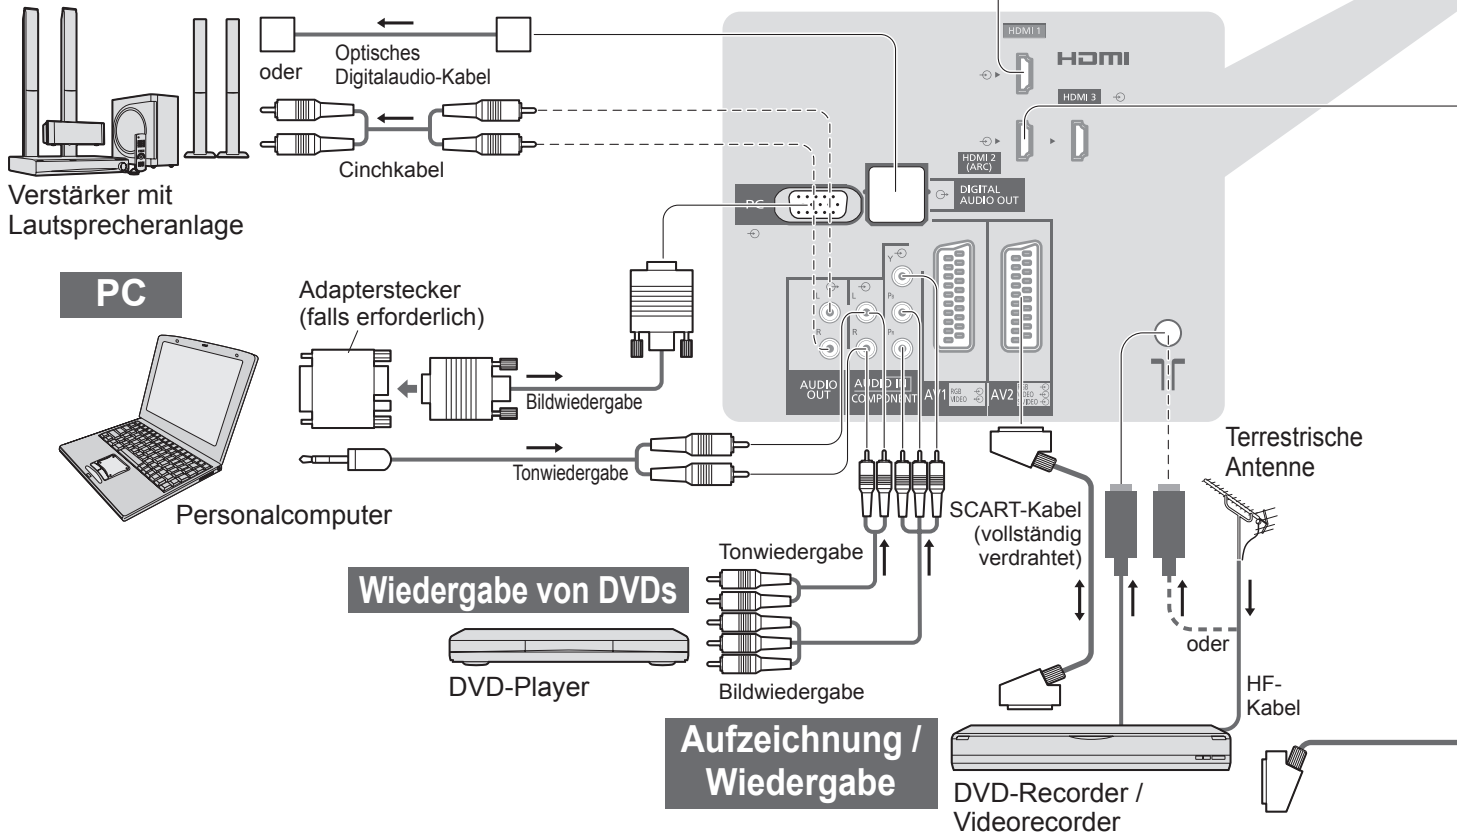 Optisches
Digitalaudio-Kabel
oder
Cinchkabel
Verstärker mit
Lautsprecheranlage
HDMI 1
HDMI
HDMI 3
HDMI 2
(ARC)
DIGITAL
AUDIO OUT
PC
Y
L
L
PB
R
R
PR
AUDIO
OUT
AUDIO IN
COMPONENT
AV1
RGB
VIDEO
AV2
PC
Adapterstecker
(falls erforderlich)
Bildwiedergabe
Tonwiedergabe
Personalcomputer
Terrestrische
Antenne
SCART-Kabel
(vollständig
verdrahtet)
Tonwiedergabe
Wiedergabe von DVDs
oder
DVD-Player
Bildwiedergabe
HF-
Kabel
Aufzeichnung /
Wiedergabe
DVD-Recorder /
Videorecorder